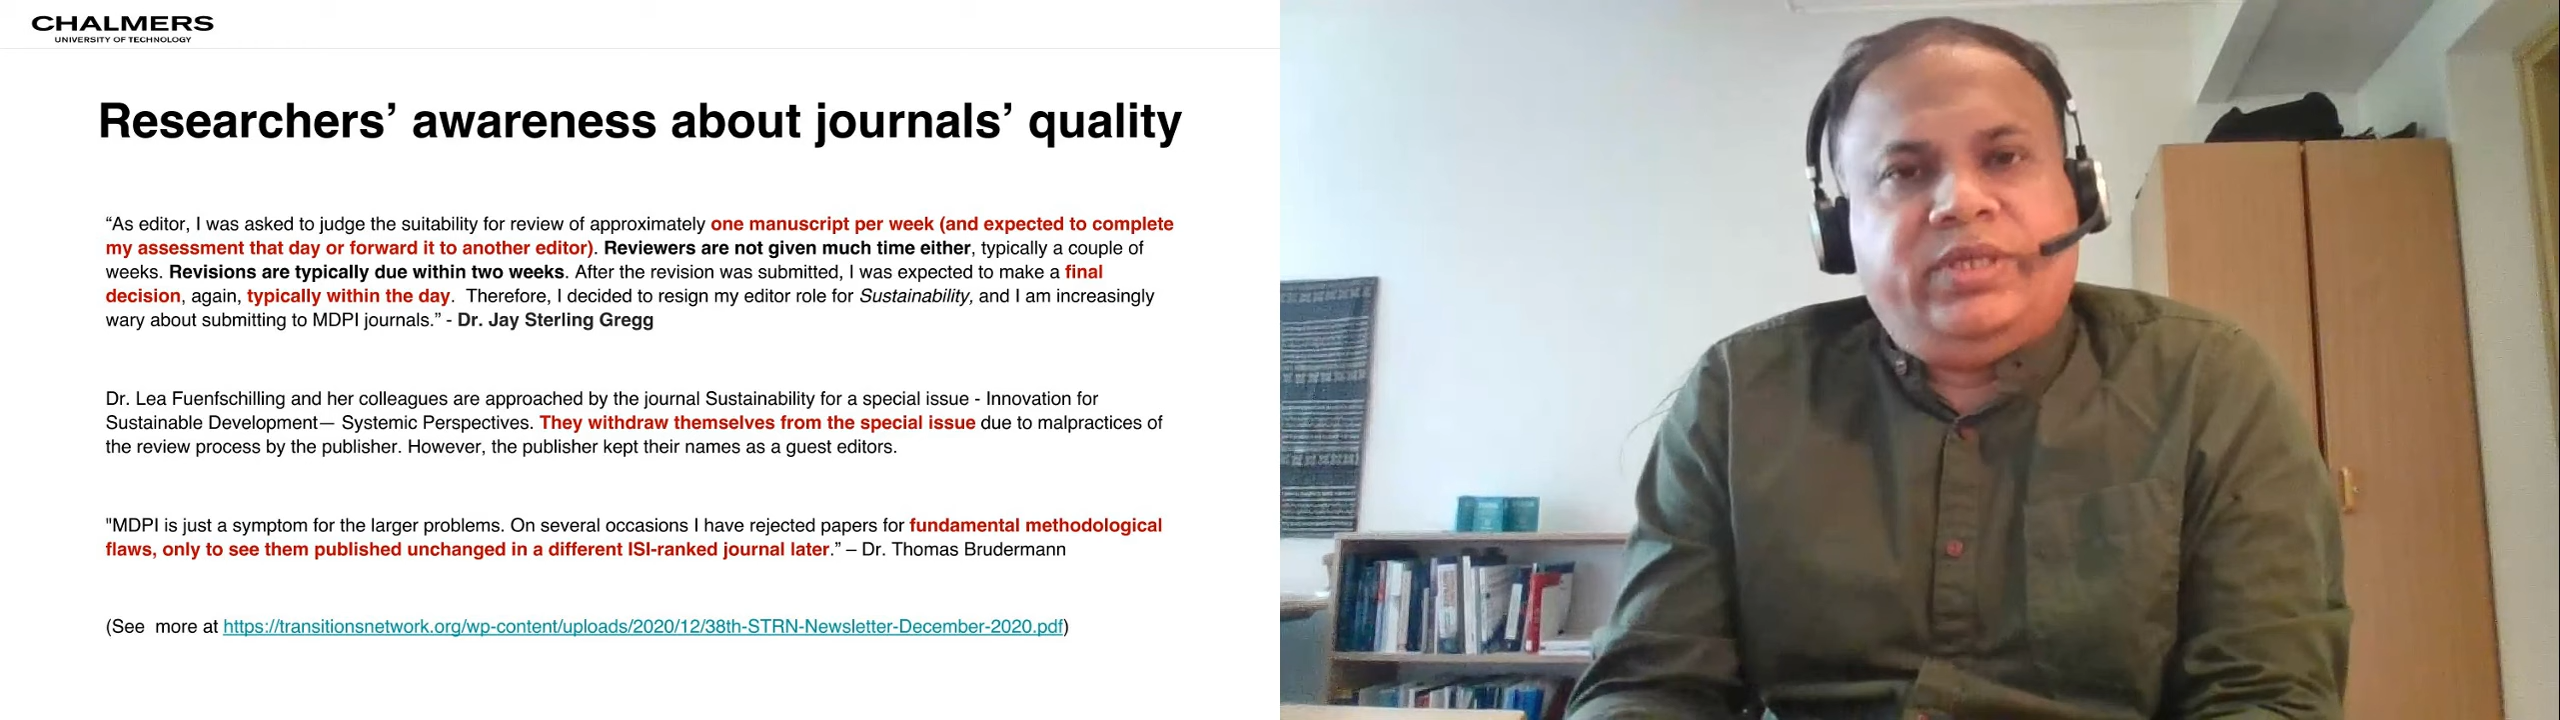 CHALMERS
UNIVERSITY OF TECHNOLOGY
Researchers’ awareness about journals’ quality
“As editor, I was asked to judge the suitability for review of approximately one manuscript per week (and expected to complete
my assessment that day or forward it to another editor). Reviewers are not given much time either, typically a couple of
weeks. Revisions are typically due within two weeks. After the revision was submitted, I was expected to make a final
decision, again, typically within the day.  Therefore, I decided to resign my editor role for Sustainability, and I am increasingly
wary about submitting to MDPI journals.” - Dr. Jay Sterling Gregg
Dr. Lea Fuenfschilling and her colleagues are approached by the journal Sustainability for a special issue - Innovation for
Sustainable Development— Systemic Perspectives. They withdraw themselves from the special issue due to malpractices of
the review process by the publisher. However, the publisher kept their names as a guest editors.
"MDPI is just a symptom for the larger problems. On several occasions I have rejected papers for fundamental methodological
flaws, only to see them published unchanged in a different ISI-ranked journal later.” – Dr. Thomas Brudermann
(See  more at https://transitionsnetwork.org/wp-content/uploads/2020/12/38th-STRN-Newsletter-December-2020.pdf)